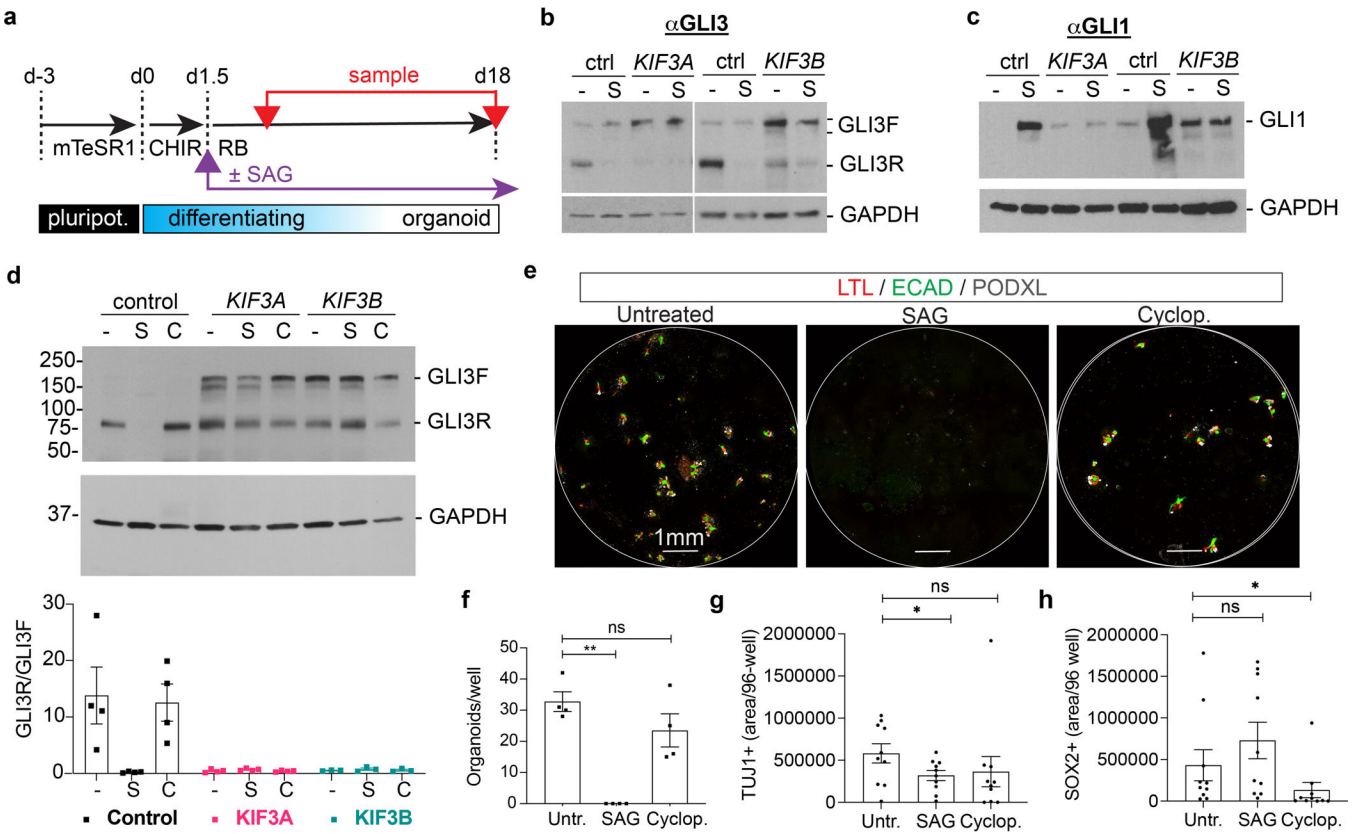 a
d-3 d0 d1.5 sample d18
mTeSR1 CHIR RB
± SAG
pluripot. differentiating organoid
b
αGLI3
ctrl KIF3A ctrl KIF3B
- S - S - S - S
GLI3F
GLI3R
GAPDH
c
αGLI1
ctrl KIF3A ctrl KIF3B
- S - S - S - S
GLI1
GAPDH
d
control KIF3A KIF3B
- S C - S C - S C
250-
150-
100-
75-
50-
GLI3F
GLI3R
37-
GAPDH
GLI3R/GLI3F
30
20
10
0
- S C - S C - S C
Control KIF3A KIF3B
e
LTL / ECAD / PODXL
Untreated SAG Cyclop.
1mm
f
ns
**
Organoids/well
50
40
30
20
10
0
Untr. SAG Cyclop.
g
ns
*
TUJ1+ (area/96-well)
2000000
1500000
1000000
500000
0
Untr. SAG Cyclop.
h
*
ns
SOX2+ (area/96 well)
2000000
1500000
1000000
500000
0
Untr. SAG Cyclop.